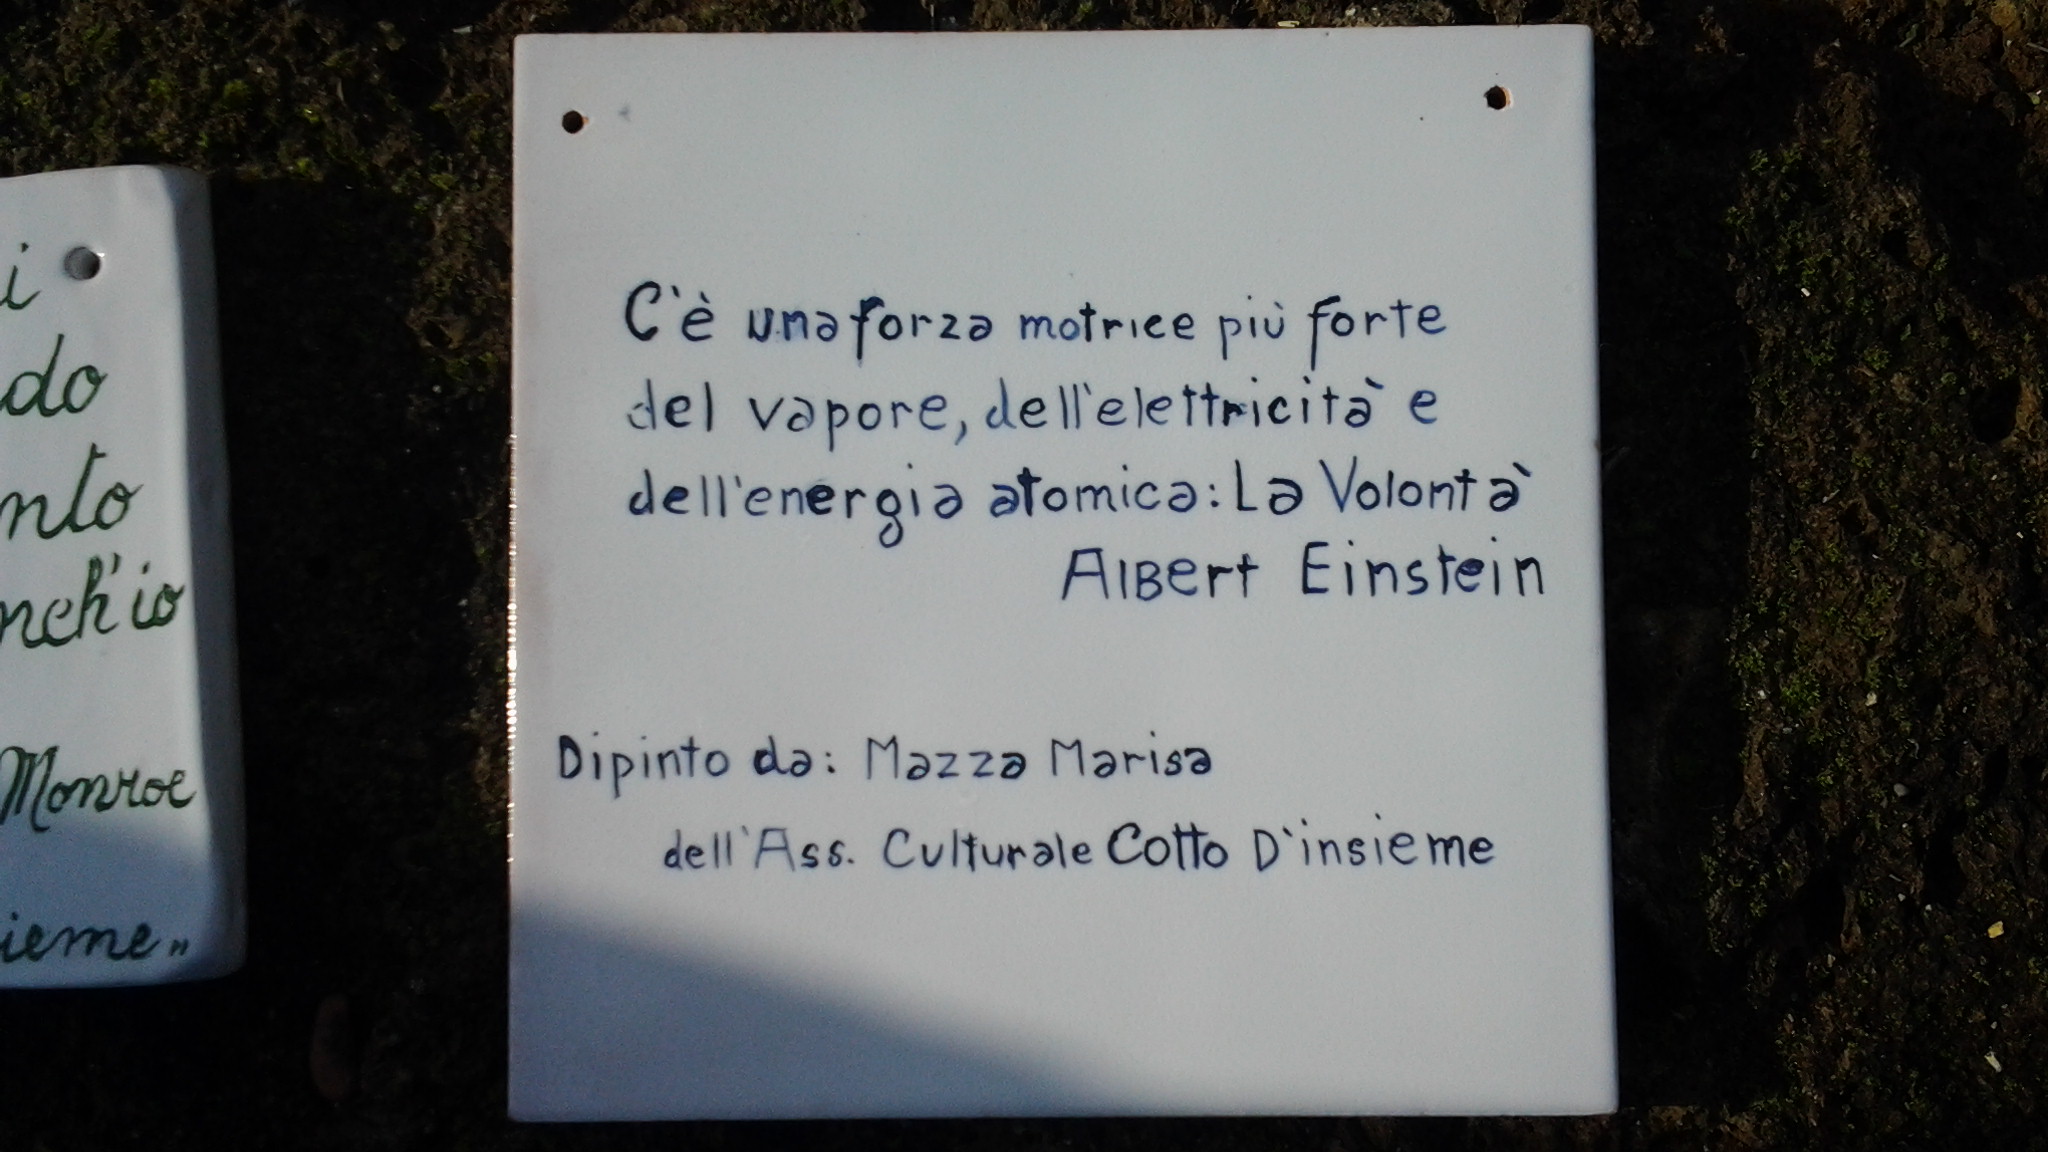 i
do
nto
nch'io
Monroe
ieme„
C'è una forza motrice più forte
del vapore, dell'elettricità e
dell'energia atomica: La Volontà
Albert Einstein
Dipinto da: Mazza Marisa
dell'Ass. Culturale Cotto D'insieme